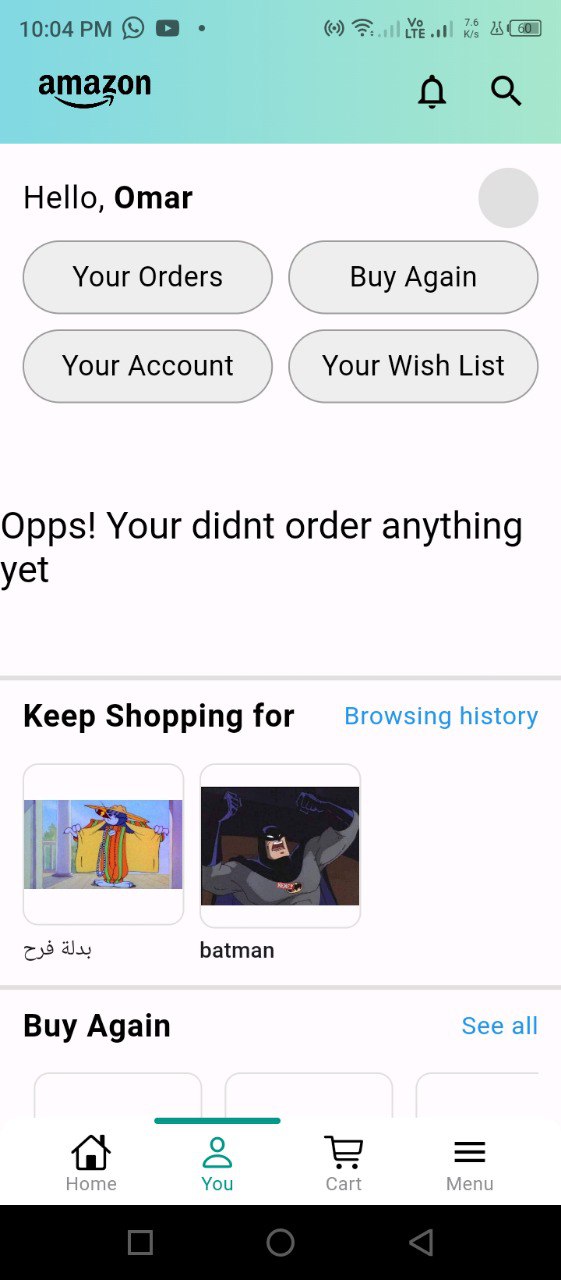 10:04 PM
Vo LTE
7.6 K/s
60
amazon
Hello, Omar
Your Orders
Buy Again
Your Account
Your Wish List
Opps! Your didnt order anything
yet
Keep Shopping for
Browsing history
بدلة فرح
batman
Buy Again
See all
Home
You
Cart
Menu